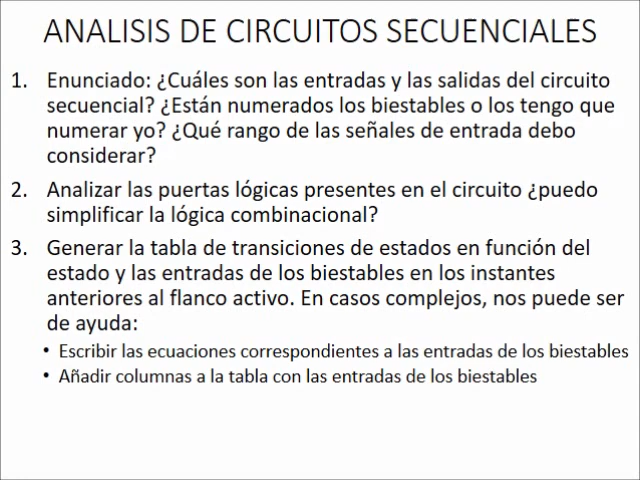 ANALISIS DE CIRCUITOS SECUENCIALES
1. Enunciado: ¿Cuáles son las entradas y las salidas del circuito
secuencial? ¿Están numerados los biestables o los tengo que
numerar yo? ¿Qué rango de las señales de entrada debo
considerar?
2. Analizar las puertas lógicas presentes en el circuito ¿puedo
simplificar la lógica combinacional?
3. Generar la tabla de transiciones de estados en función del
estado y las entradas de los biestables en los instantes
anteriores al flanco activo. En casos complejos, nos puede ser
de ayuda:
• Escribir las ecuaciones correspondientes a las entradas de los biestables
• Añadir columnas a la tabla con las entradas de los biestables